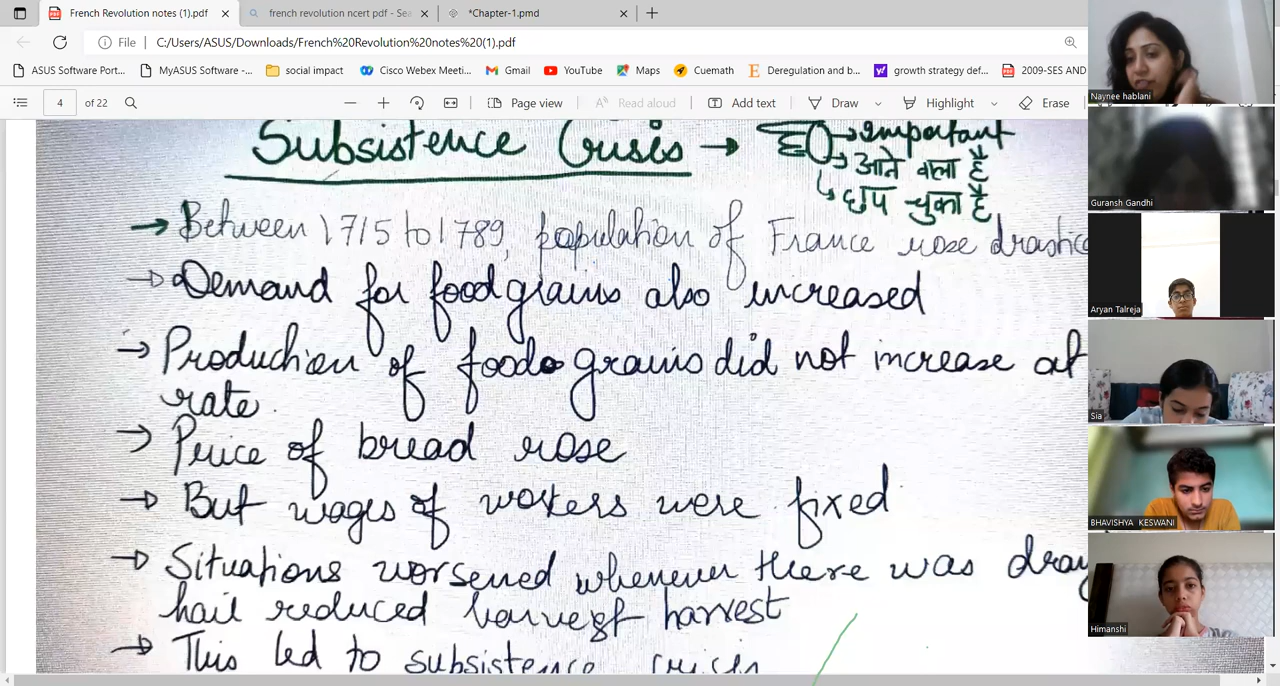 French Revolution notes (1).pdf
french revolution ncert pdf - Sea
*Chapter-1.pmd
File C:/Users/ASUS/Downloads/French%20Revolution%20notes%20(1).pdf
ASUS Software Port... MyASUS Software -... social impact Cisco Webex Meeti... Gmail YouTube Maps Cuemath Deregulation and b... growth strategy def... 2009-SES AND
4 of 22 Page view Read aloud Add text Draw Highlight Erase
Subsistence Crisis → → Important
आने वाला है
छाप चुका है
→ Between 1715 to 1789, population of France rose drastica
→ Demand for food grains also increased
→ Production of food grains did not increase at
rate.
→ Price of bread rose
→ But wages of workers were fixed
→ Situations worsened whenever there was draug
hail reduced harvest harvest
→ This led to subsistence crisis
Naynee hablani
Guransh Gandhi
Aryan Talreja
Sia
BHAVISHYA KESWANI
Himanshi